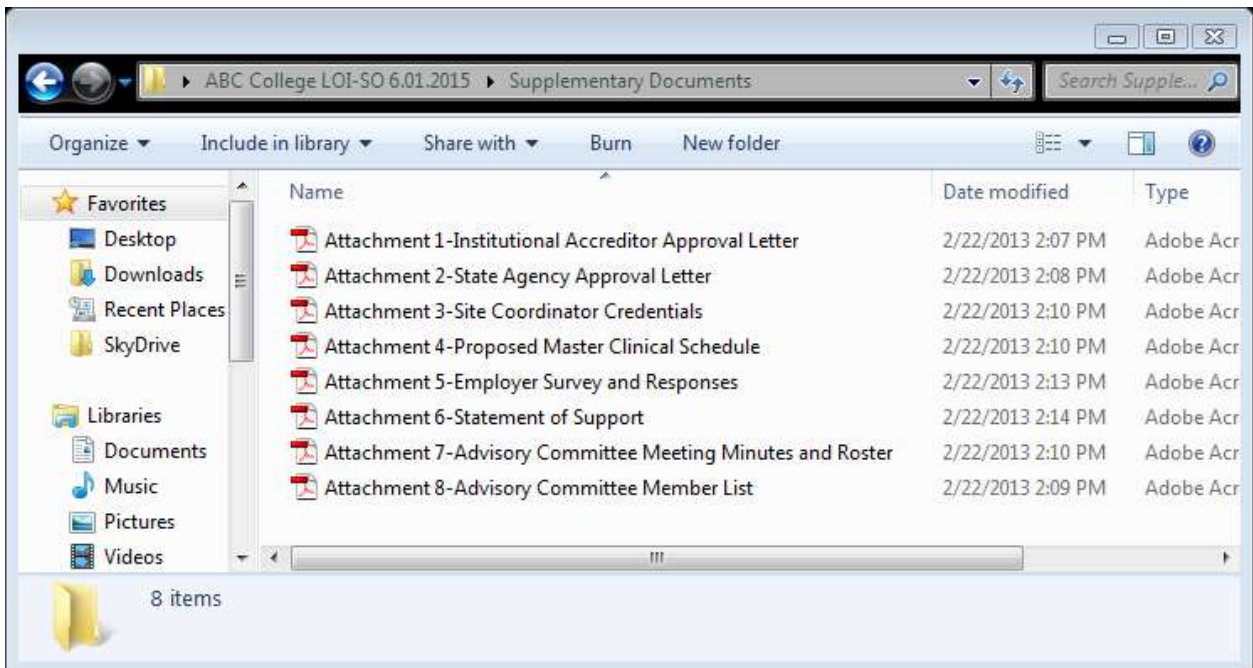 ABC College LOI-SO 6.01.2015 Supplementary Documents Search Supple...
Organize Include in library Share with Burn New folder
Name Date modified Type
Favorites
Desktop
Downloads
Recent Places
SkyDrive
Libraries
Documents
Music
Pictures
Videos
Attachment 1-Institutional Accreditor Approval Letter 2/22/2013 2:07 PM Adobe Acr
Attachment 2-State Agency Approval Letter 2/22/2013 2:08 PM Adobe Acr
Attachment 3-Site Coordinator Credentials 2/22/2013 2:10 PM Adobe Acr
Attachment 4-Proposed Master Clinical Schedule 2/22/2013 2:10 PM Adobe Acr
Attachment 5-Employer Survey and Responses 2/22/2013 2:13 PM Adobe Acr
Attachment 6-Statement of Support 2/22/2013 2:14 PM Adobe Acr
Attachment 7-Advisory Committee Meeting Minutes and Roster 2/22/2013 2:10 PM Adobe Acr
Attachment 8-Advisory Committee Member List 2/22/2013 2:09 PM Adobe Acr
8 items